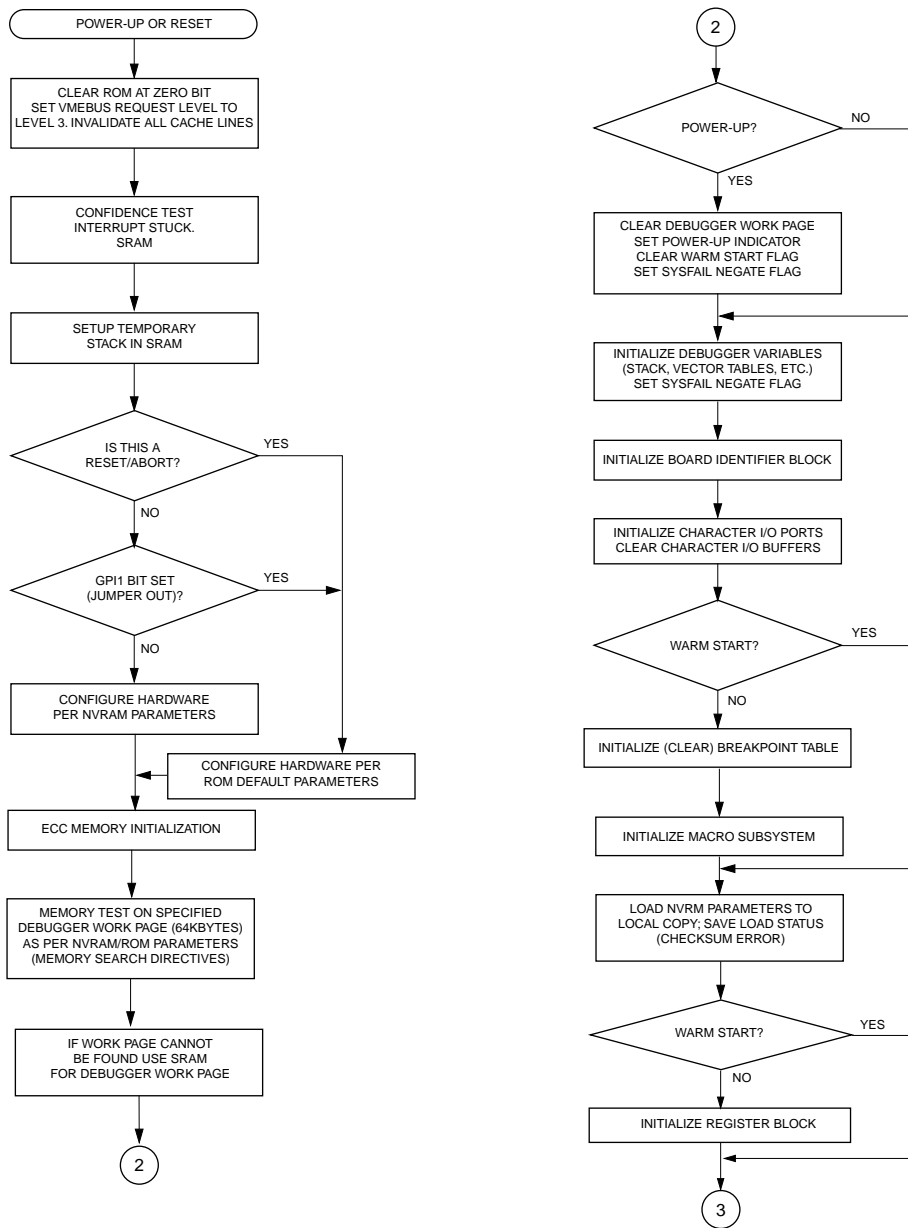 POWER-UP OR RESET
CLEAR ROM AT ZERO BIT
SET VMEBUS REQUEST LEVEL TO
LEVEL 3. INVALIDATE ALL CACHE LINES
CONFIDENCE TEST
INTERRUPT STUCK.
SRAM
SETUP TEMPORARY
STACK IN SRAM
IS THIS A
RESET/ABORT?
YES
NO
GPI1 BIT SET
(JUMPER OUT)?
YES
NO
CONFIGURE HARDWARE
PER NVRAM PARAMETERS
CONFIGURE HARDWARE PER
ROM DEFAULT PARAMETERS
ECC MEMORY INITIALIZATION
MEMORY TEST ON SPECIFIED
DEBUGGER WORK PAGE (64KBYTES)
AS PER NVRAM/ROM PARAMETERS
(MEMORY SEARCH DIRECTIVES)
IF WORK PAGE CANNOT
BE FOUND USE SRAM
FOR DEBUGGER WORK PAGE
2
2
POWER-UP?
NO
YES
CLEAR DEBUGGER WORK PAGE
SET POWER-UP INDICATOR
CLEAR WARM START FLAG
SET SYSFAIL NEGATE FLAG
INITIALIZE DEBUGGER VARIABLES
(STACK, VECTOR TABLES, ETC.)
SET SYSFAIL NEGATE FLAG
INITIALIZE BOARD IDENTIFIER BLOCK
INITIALIZE CHARACTER I/O PORTS
CLEAR CHARACTER I/O BUFFERS
WARM START?
YES
NO
INITIALIZE (CLEAR) BREAKPOINT TABLE
INITIALIZE MACRO SUBSYSTEM
LOAD NVRM PARAMETERS TO
LOCAL COPY; SAVE LOAD STATUS
(CHECKSUM ERROR)
WARM START?
YES
NO
INITIALIZE REGISTER BLOCK
3